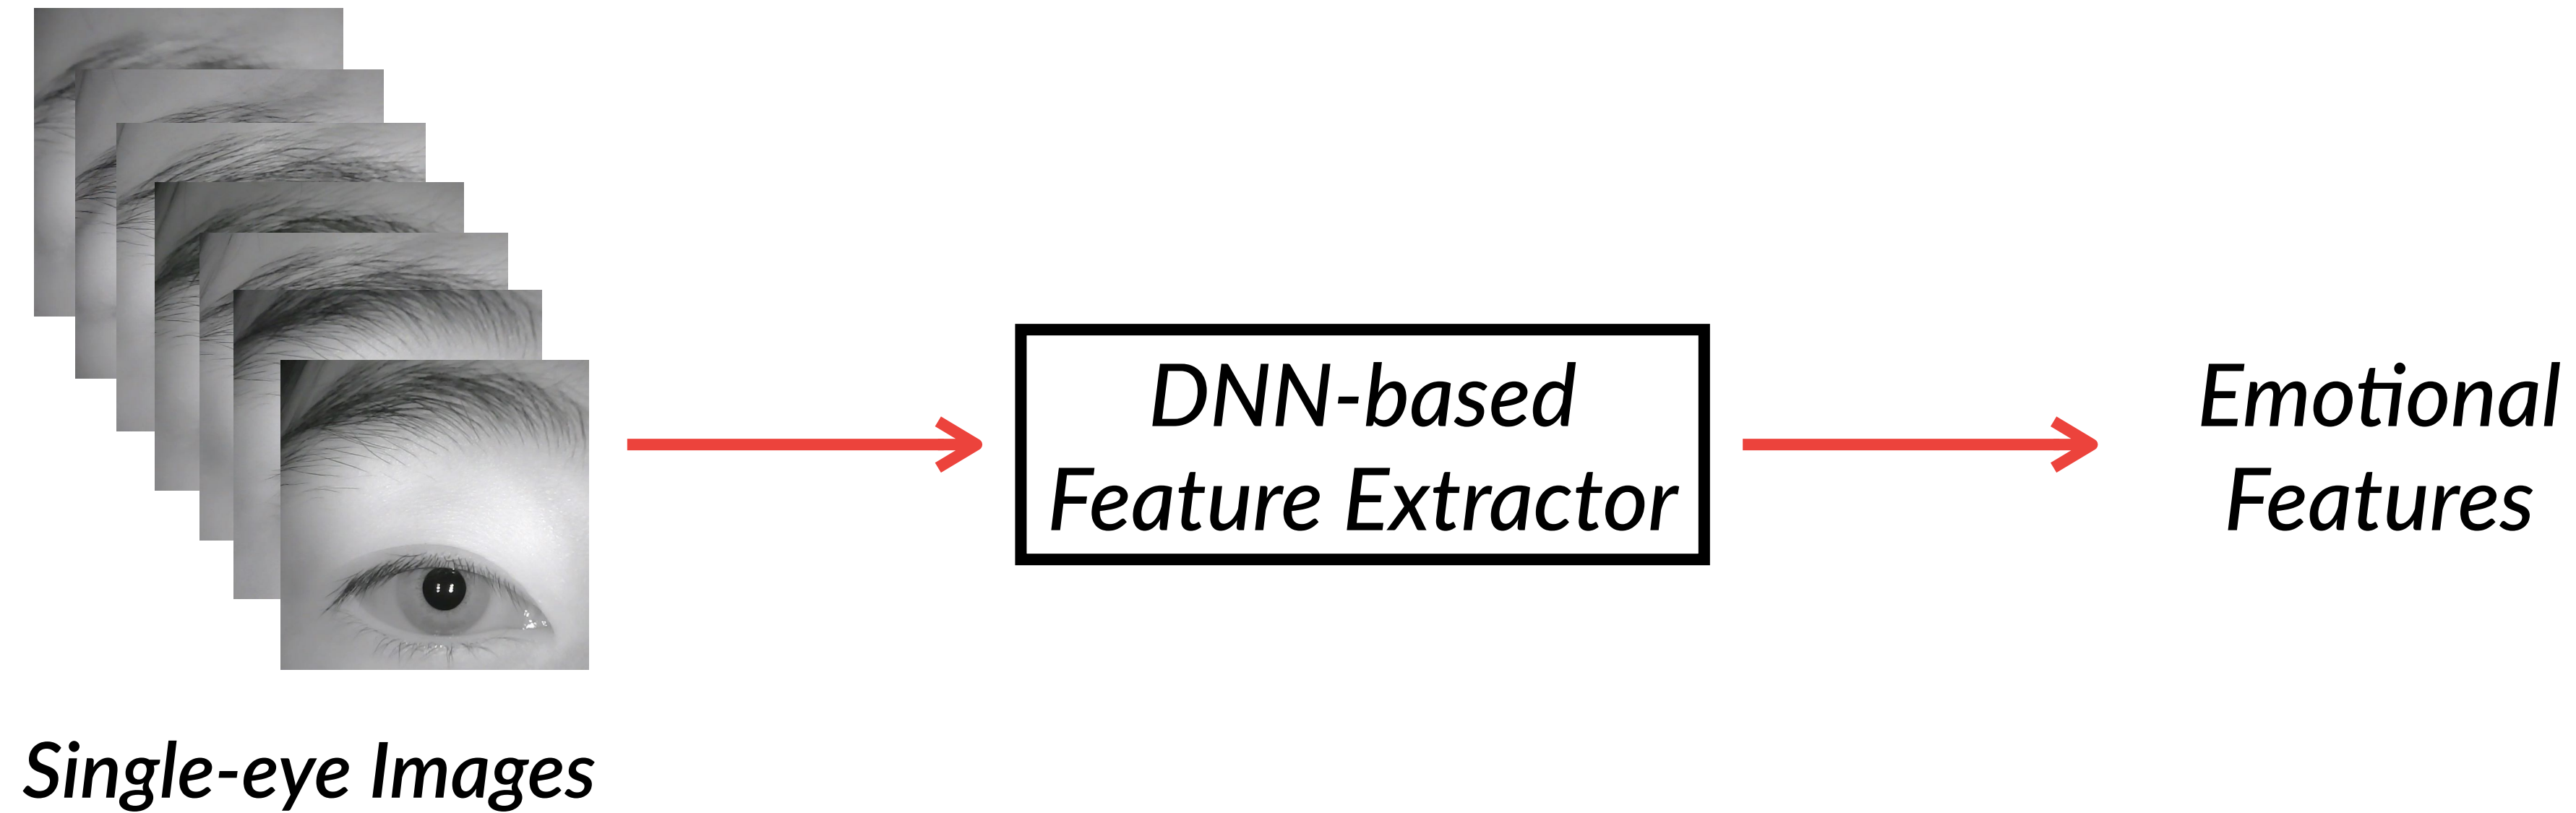 Single-eye Images
DNN-based
Feature Extractor
Emotional
Features